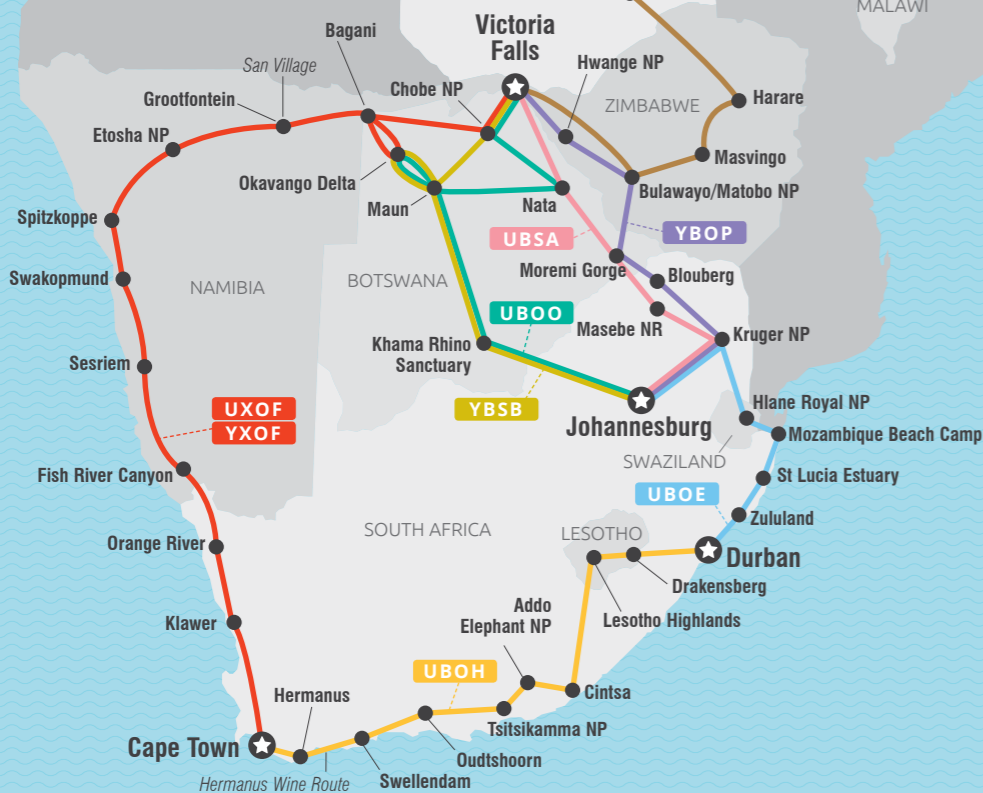 MALAWI
Victoria
Falls
Bagani
San Village
Hwange NP
Chobe NP
Grootfontein
ZIMBABWE
Harare
Etosha NP
Masvingo
Okavango Delta
Bulawayo/Matobo NP
Maun
Nata
Spitzkoppe
UBSA
YBOP
Moremi Gorge
Blouberg
Swakopmund
NAMIBIA
BOTSWANA
UBOO
Masebe NR
Kruger NP
Khama Rhino
Sanctuary
Sesriem
YBSB
Hlane Royal NP
UXOF
YXOF
Johannesburg
Mozambique Beach Camp
SWAZILAND
Fish River Canyon
St Lucia Estuary
UBOE
Zululand
SOUTH AFRICA
LESOTHO
Orange River
Durban
Drakensberg
Addo
Elephant NP
Lesotho Highlands
Klawer
UBOH
Hermanus
Cintsa
Tsitsikamma NP
Cape Town
Oudtshoorn
Hermanus Wine Route
Swellendam